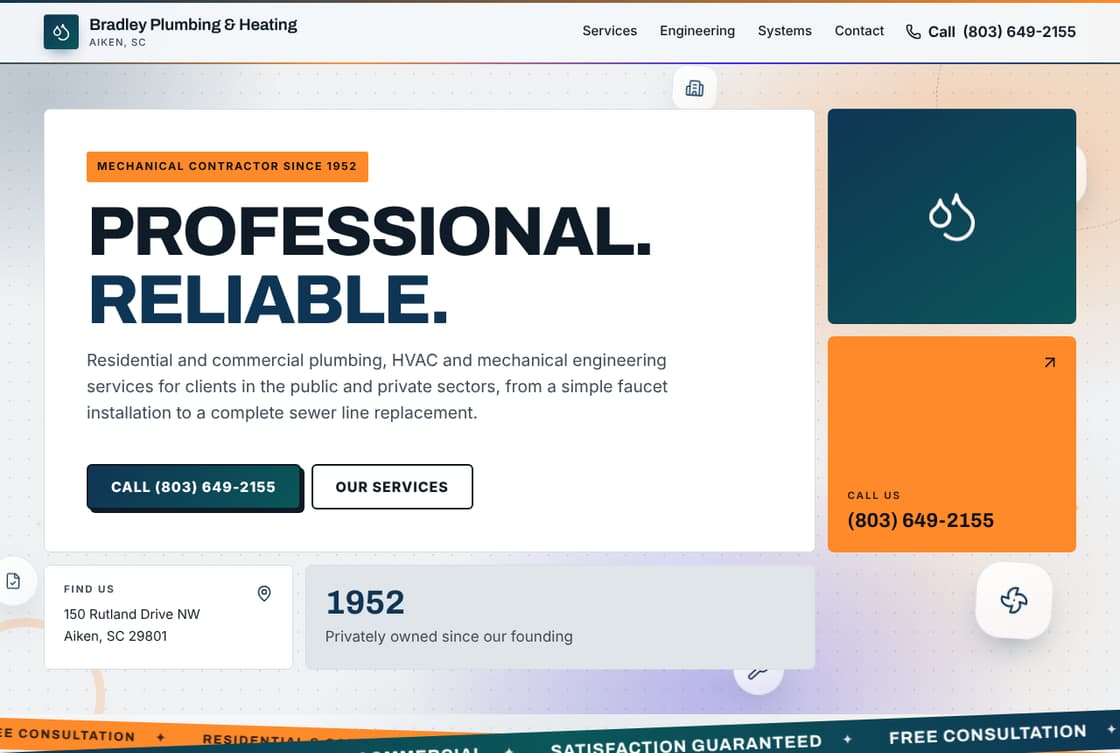 Bradley Plumbing & Heating
AIKEN, SC
Services Engineering Systems Contact Call (803) 649-2155
MECHANICAL CONTRACTOR SINCE 1952
PROFESSIONAL.
RELIABLE.
Residential and commercial plumbing, HVAC and mechanical engineering
services for clients in the public and private sectors, from a simple faucet
installation to a complete sewer line replacement.
CALL (803) 649-2155 OUR SERVICES
CALL US
(803) 649-2155
FIND US
150 Rutland Drive NW
Aiken, SC 29801
1952
Privately owned since our founding
CONSULTATION ✦ RESIDENTIAL
✦ SATISFACTION GUARANTEED ✦ FREE CONSULTATION ✦